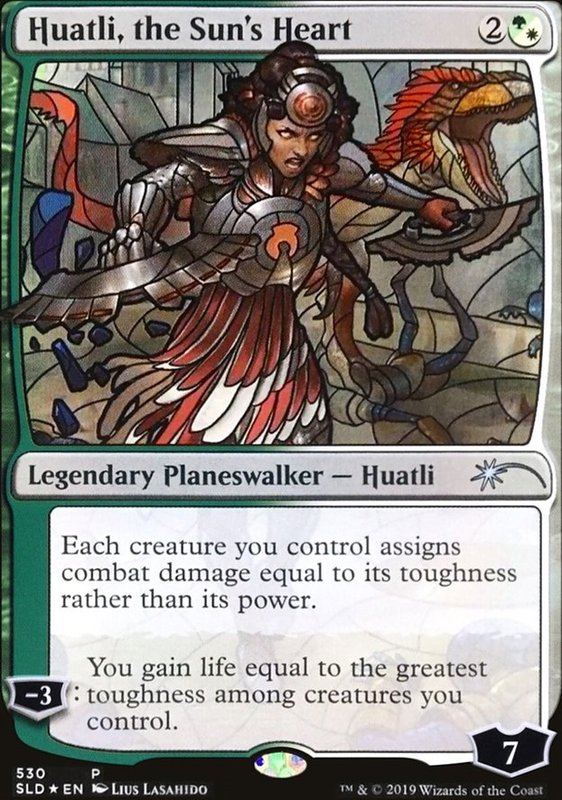 Huatli, the Sun's Heart 2
Legendary Planeswalker — Huatli
Each creature you control assigns
combat damage equal to its toughness
rather than its power.
You gain life equal to the greatest
-3 : toughness among creatures you
control.
7
530 P
SLD ★ EN Lius Lasahido
™ & © 2019 Wizards of the Coast